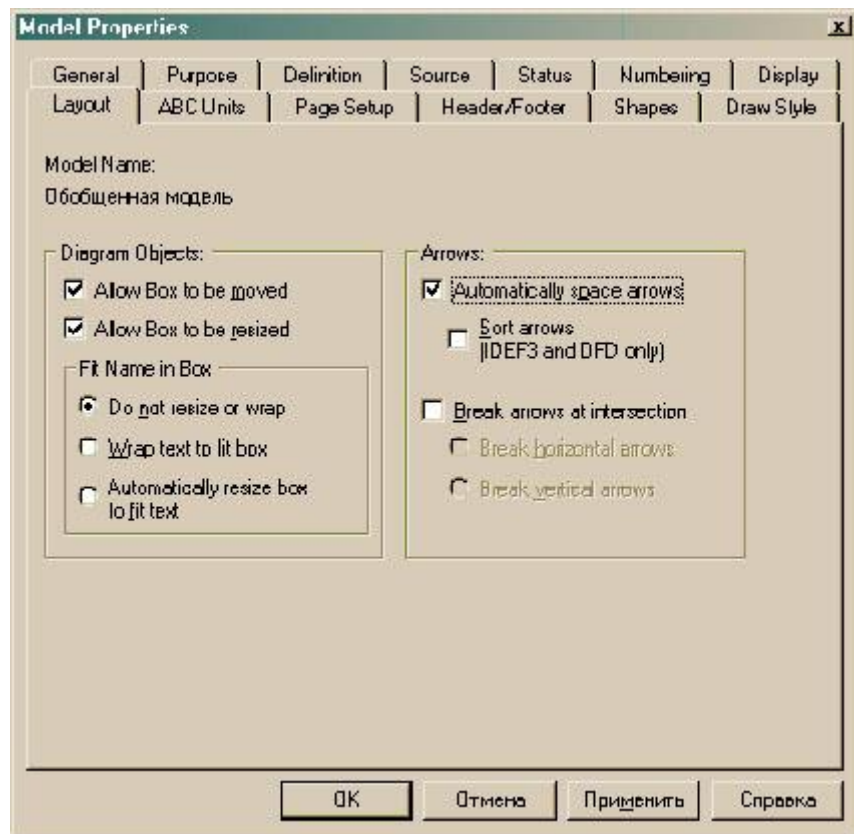 Model Properties
General Purpose Definition Source Status Numbering Display
Layout ABC Units Page Setup Header/Footer Shapes Draw Style
Model Name:
Обобщенная модель
Diagram Objects:
Allow Box to be moved
Allow Box to be resized
Fit Name in Box
Do not resize or wrap
Wrap text to fit box
Automatically resize box
to fit text
Arrows:
Automatically space arrows
Sort arrows
(IDEF3 and DFD only)
Break arrows at intersection
Break horizontal arrows
Break vertical arrows
OK Отмена Применить Справка